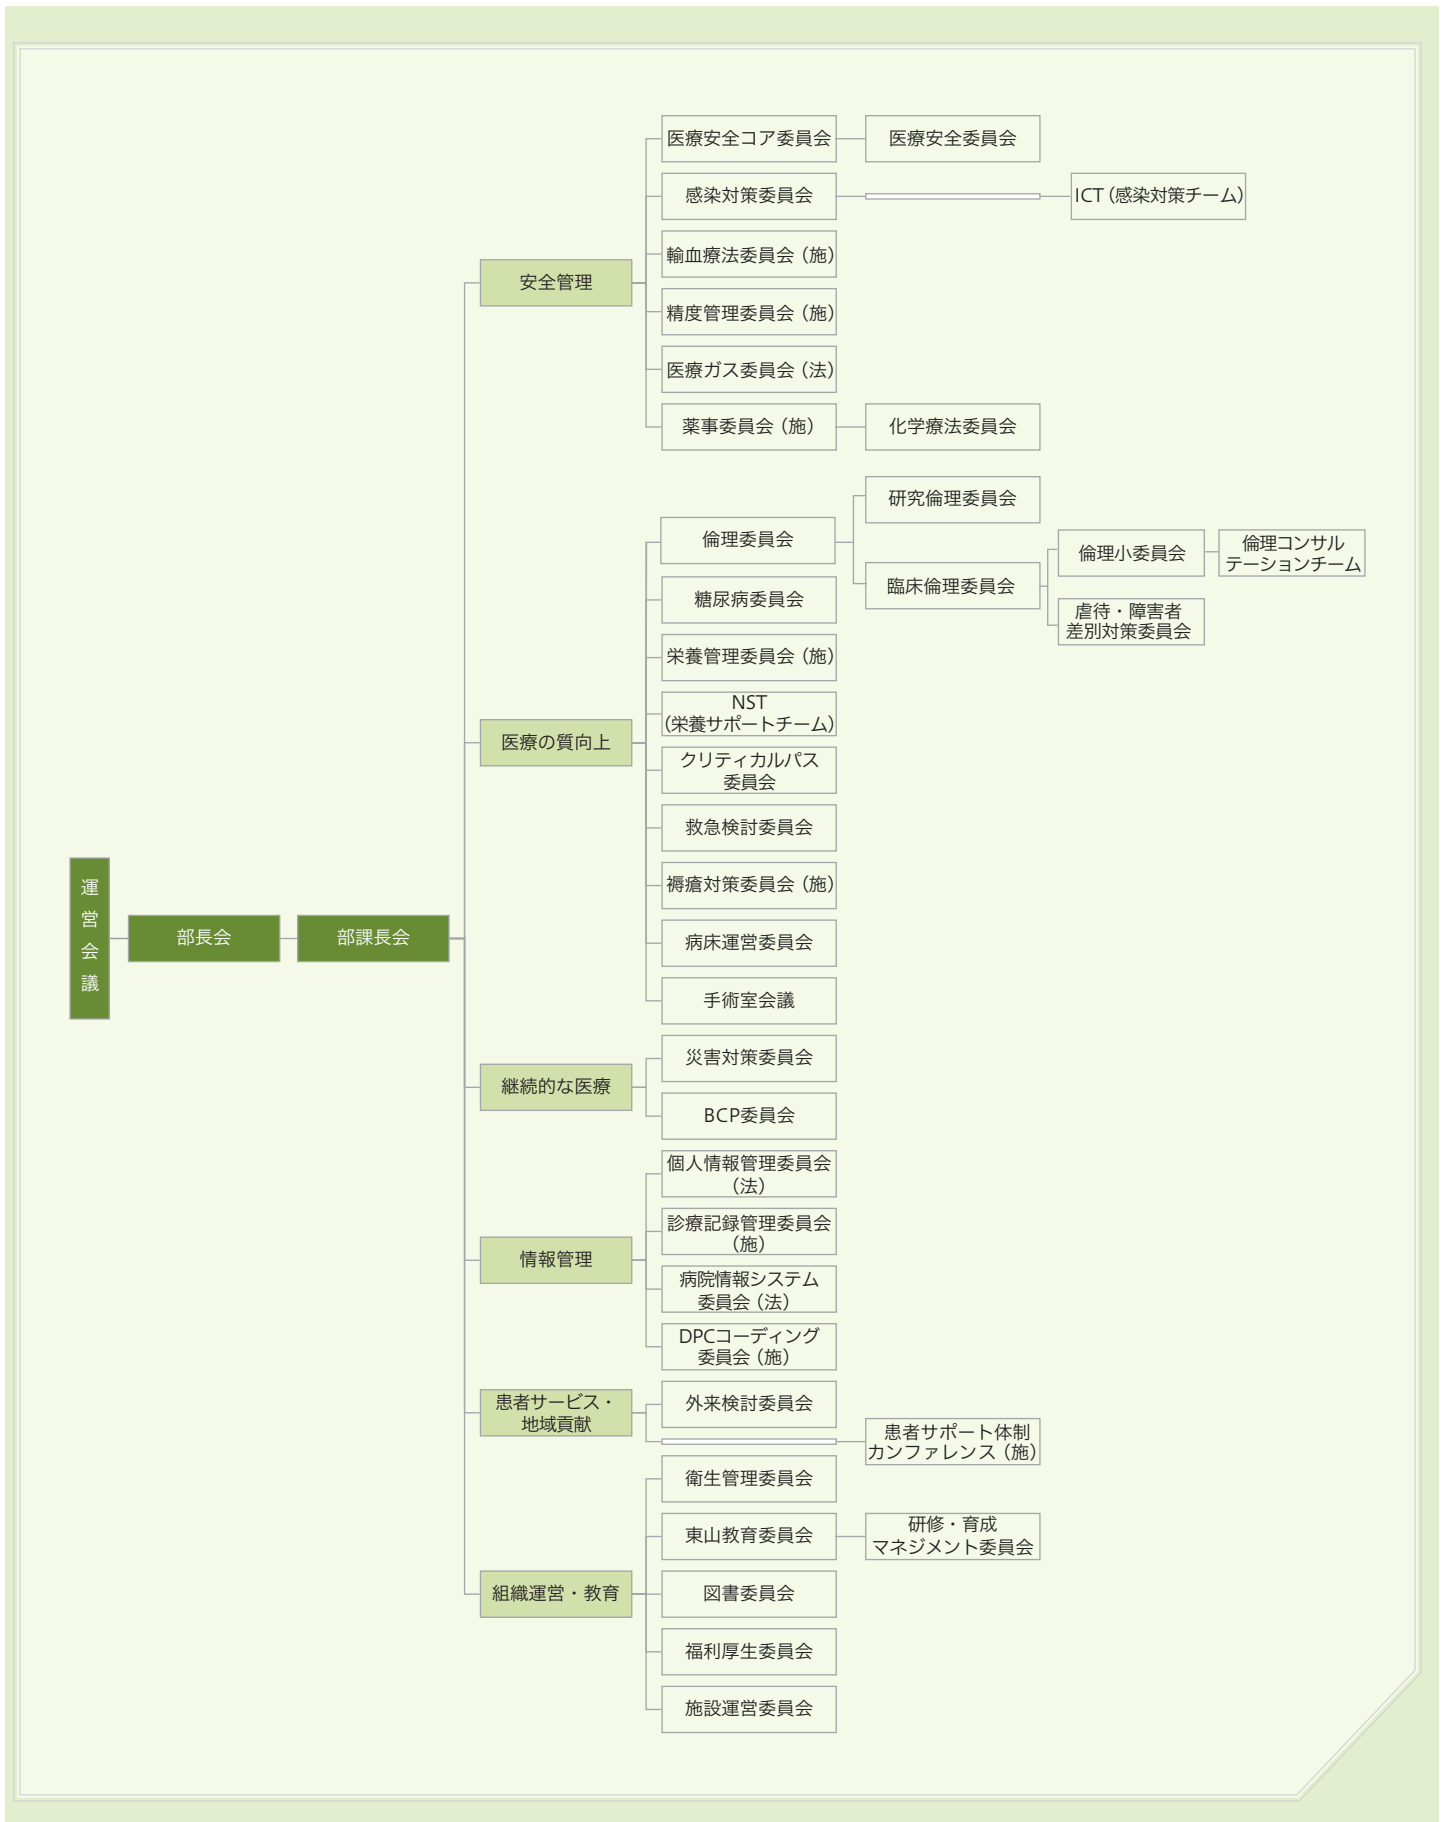 運営会議
部長会
部課長会
安全管理
医療安全コア委員会
医療安全委員会
感染対策委員会
ICT（感染対策チーム）
輸血療法委員会（施）
精度管理委員会（施）
医療ガス委員会（法）
薬事委員会（施）
化学療法委員会
医療の質向上
倫理委員会
研究倫理委員会
臨床倫理委員会
倫理小委員会
倫理コンサル
テーションチーム
虐待・障害者
差別対策委員会
糖尿病委員会
栄養管理委員会（施）
NST
（栄養サポートチーム）
クリティカルパス
委員会
救急検討委員会
褥瘡対策委員会（施）
病床運営委員会
手術室会議
継続的な医療
災害対策委員会
BCP委員会
情報管理
個人情報管理委員会
（法）
診療記録管理委員会
（施）
病院情報システム
委員会（法）
DPCコーディング
委員会（施）
患者サービス・
地域貢献
外来検討委員会
患者サポート体制
カンファレンス（施）
組織運営・教育
衛生管理委員会
東山教育委員会
研修・育成
マネジメント委員会
図書委員会
福利厚生委員会
施設運営委員会